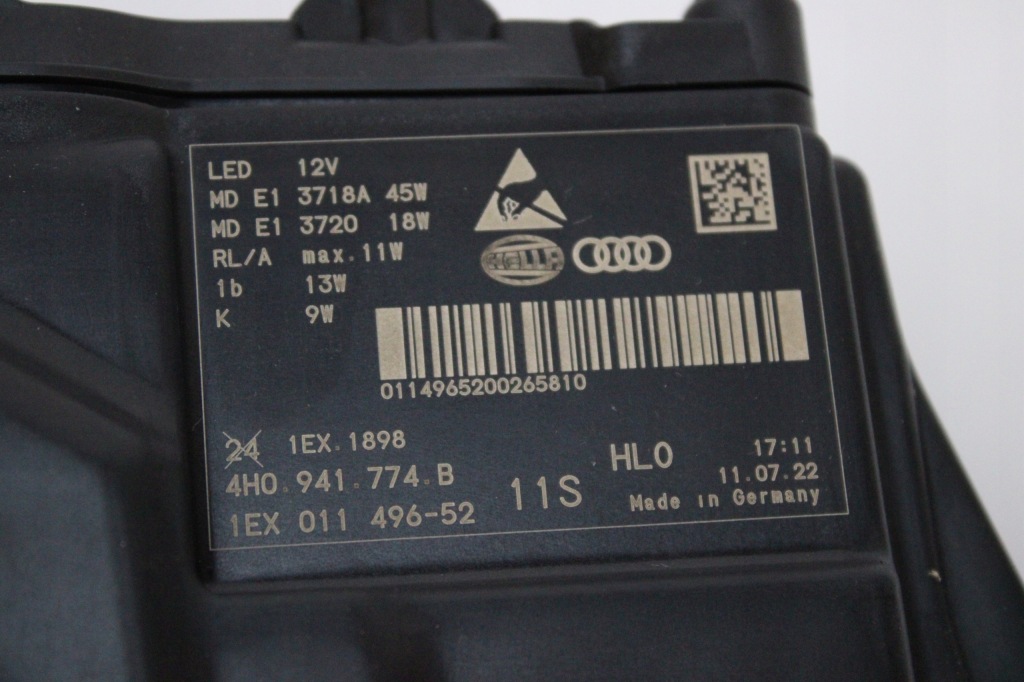 LED 12V
MD E1 3718A 45W
MD E1 3720 18W
RL/A max.11W
1b 13W
K 9W
HELLA
0114965200265810
24 1EX.1898
4H0.941.774.B
1EX 011 496-52
11S
HLO
17:11
11.07.22
Made in Germany